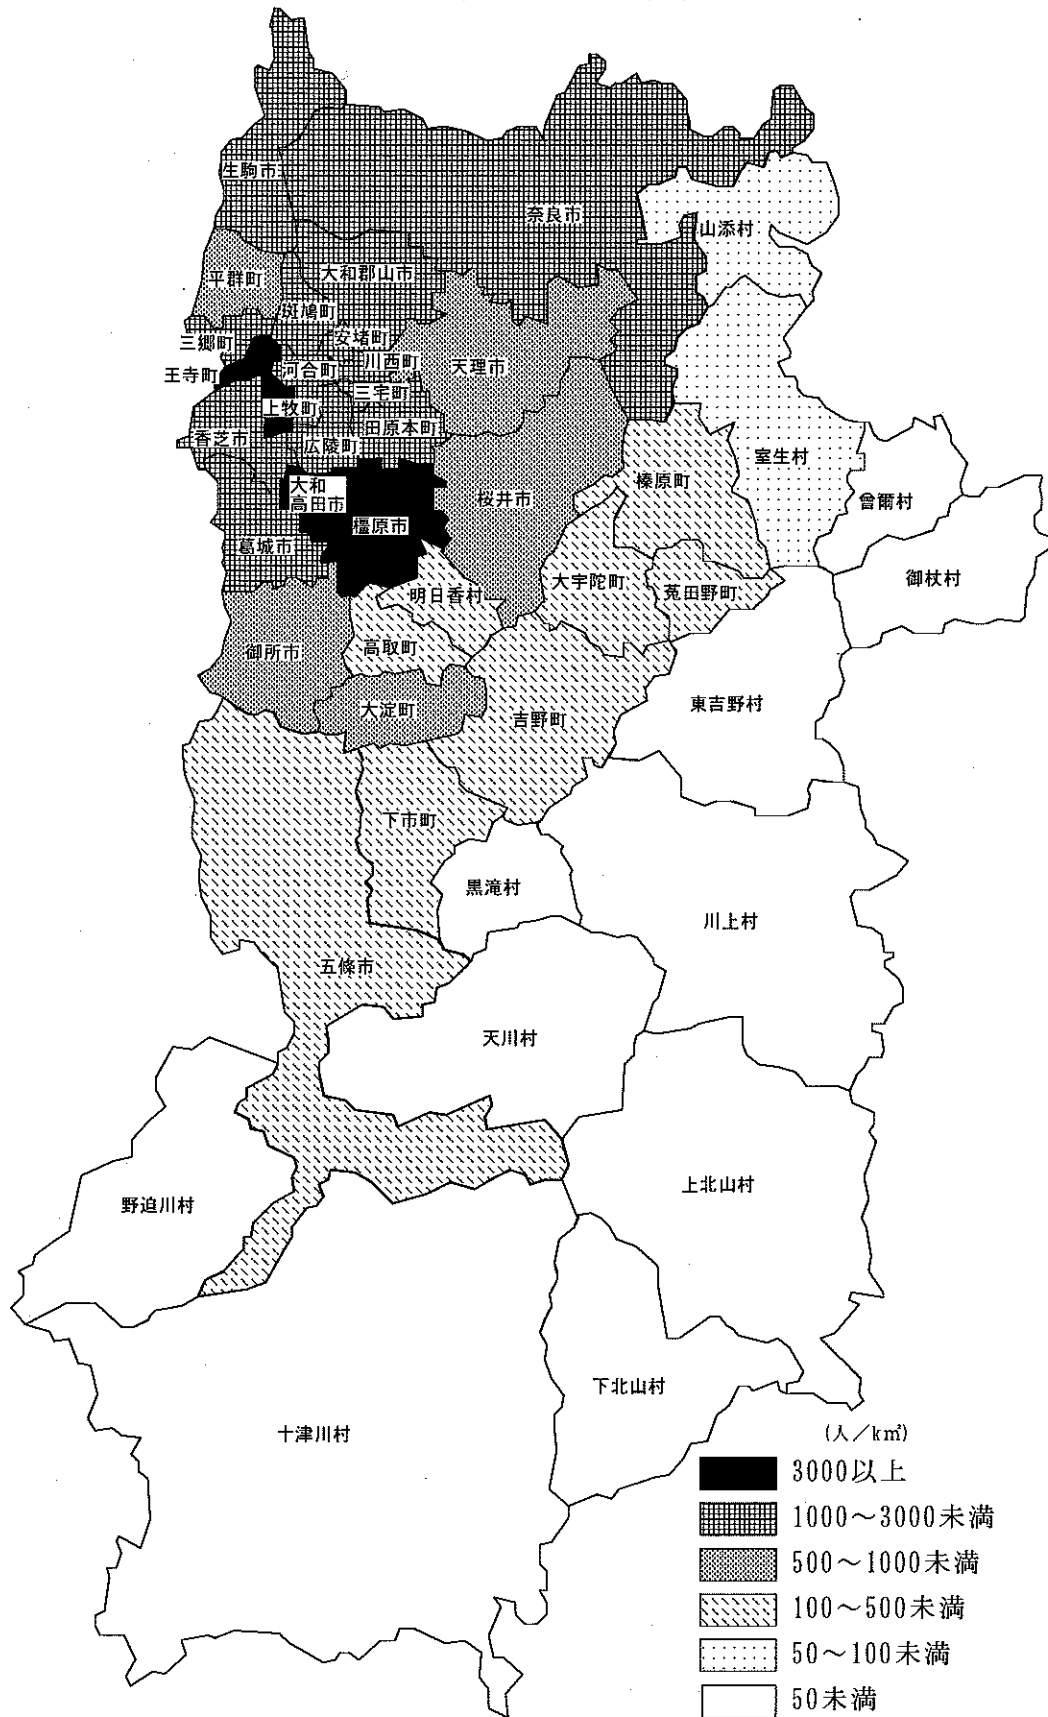 生駒市
奈良市
山添村
平群町
大和郡山市
斑鳩町
安堵町
三郷町
川西町
天理市
王寺町
河合町
三宅町
上牧町
田原本町
香芝市
広陵町
室生村
榛原町
大和
高田市
桜井市
曾爾村
橿原市
葛城市
御杖村
大宇陀町
菟田野町
明日香村
高取町
御所市
東吉野村
大淀町
吉野町
下市町
黒滝村
川上村
五條市
天川村
上北山村
野迫川村
下北山村
十津川村
(人/km²)
3000以上
1000~3000未満
500~1000未満
100~500未満
50~100未満
50未満